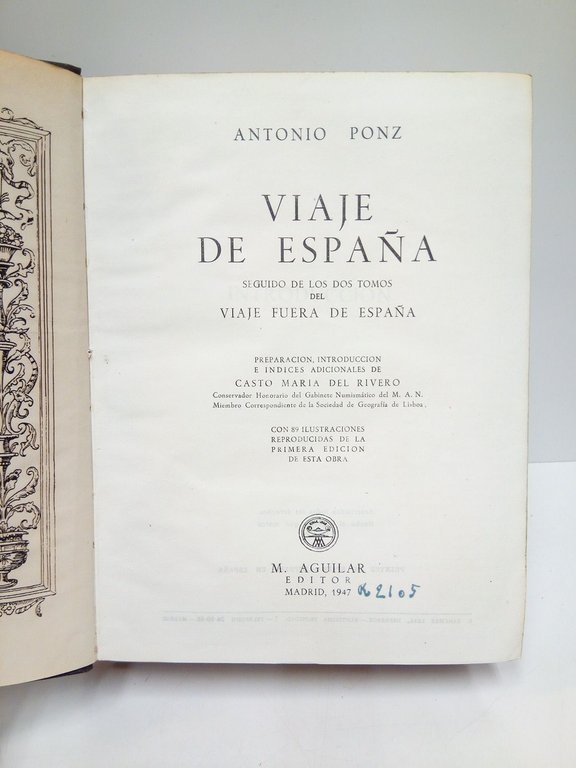 ANTONIO PONZ
VIAJE
DE ESPAÑA
SEGUIDO DE LOS DOS TOMOS
DEL
VIAJE FUERA DE ESPAÑA
PREPARACION, INTRODUCCION
E INDICES ADICIONALES DE
CASTO MARIA DEL RIVERO
Conservador Honorario del Gabinete Numismático del M. A. N.
Miembro Correspondiente de la Sociedad de Geografía de Lisboa.
CON 89 ILUSTRACIONES
REPRODUCIDAS DE LA
PRIMERA EDICION
DE ESTA OBRA
M. AGUILAR
EDITOR
MADRID, 1947
2105